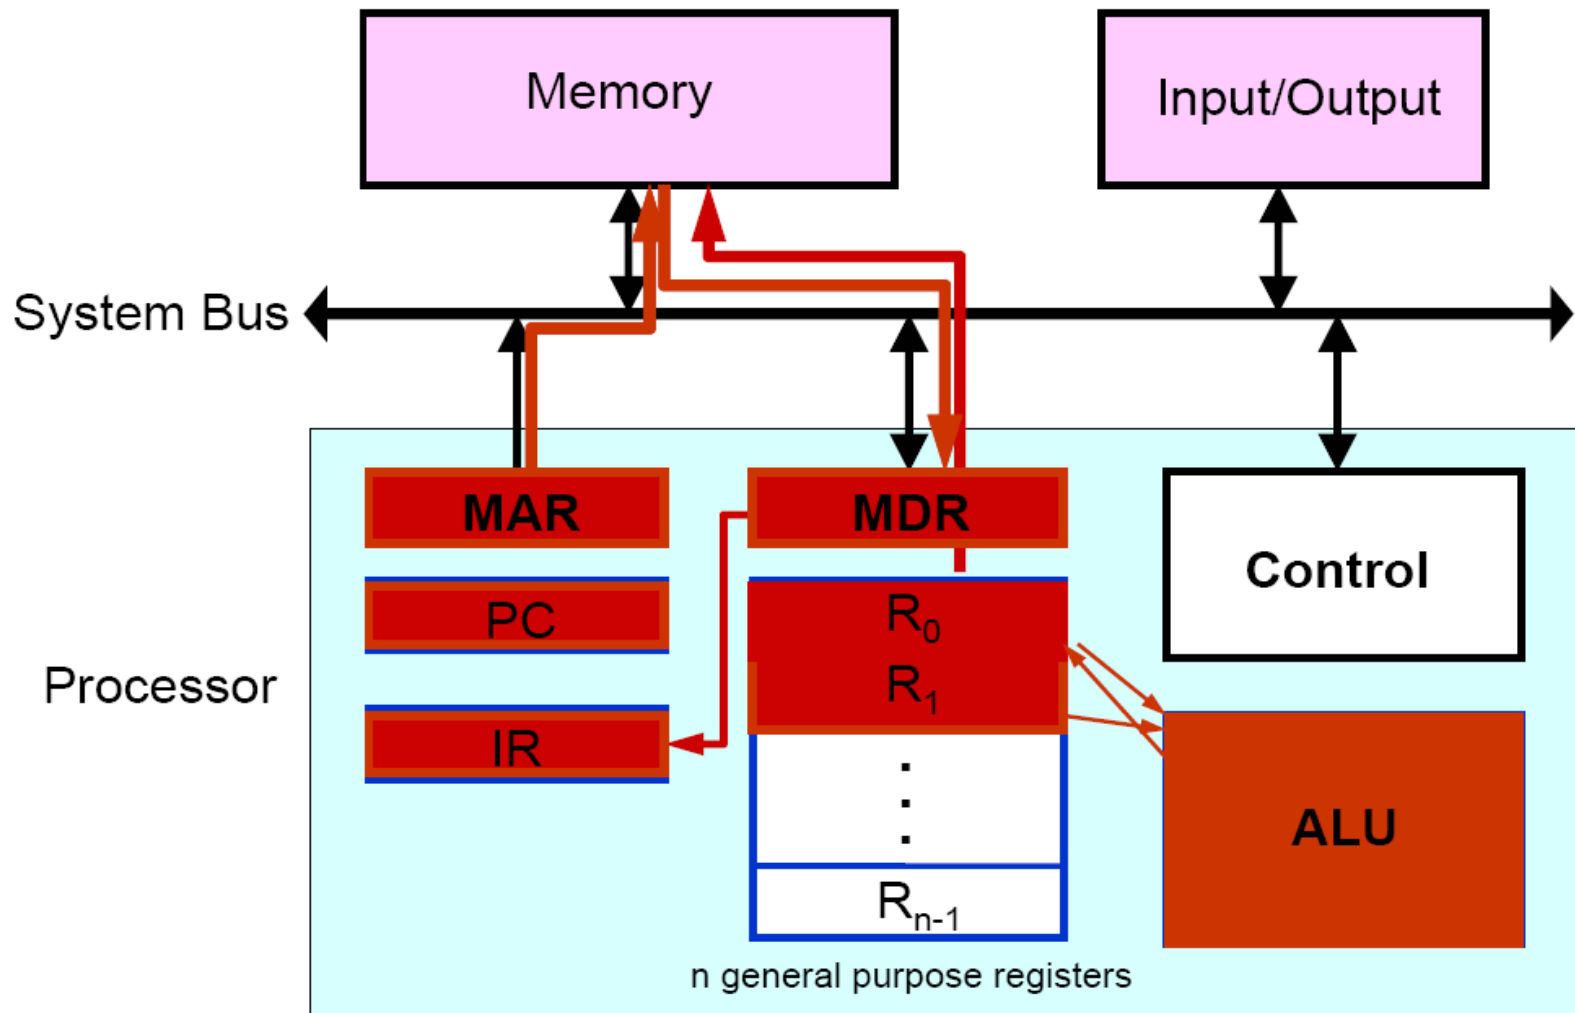 Memory
Input/Output
System Bus
MAR
MDR
Control
PC
R0
Processor
R1
IR
.
.
.
ALU
Rn-1
n general purpose registers